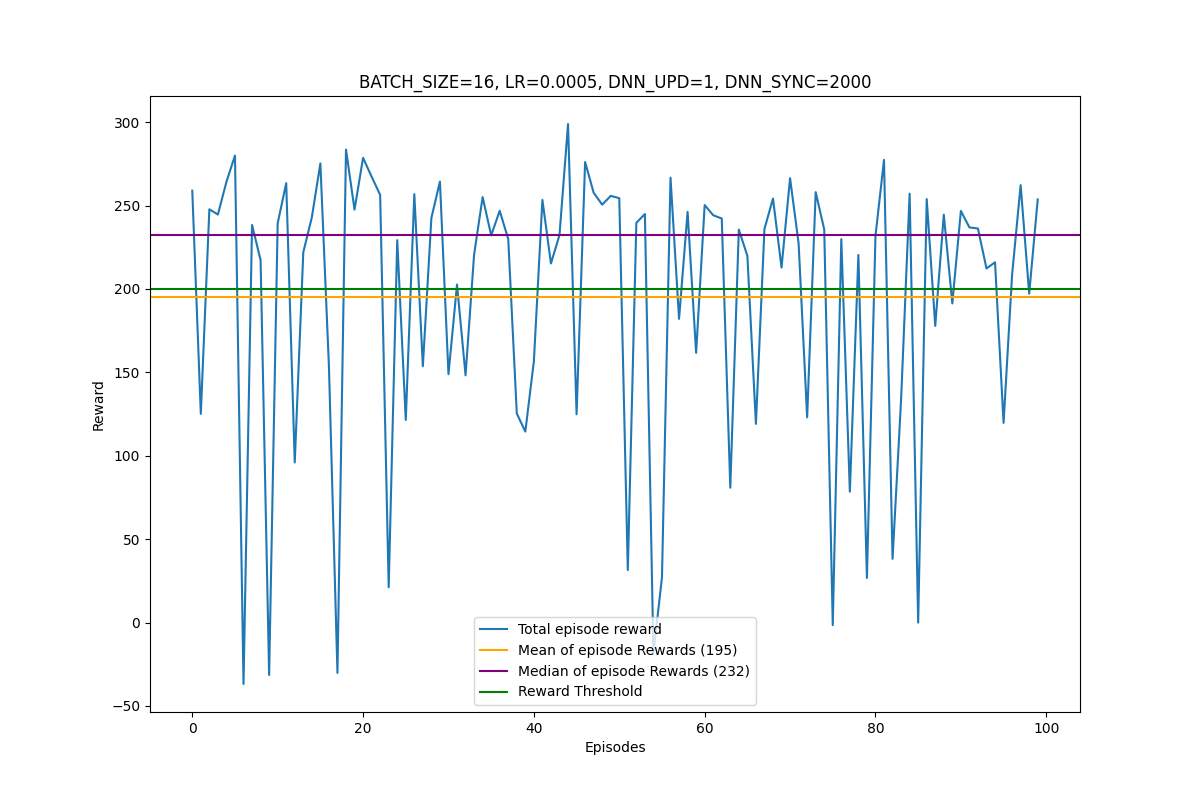 BATCH_SIZE=16, LR=0.0005, DNN_UPD=1, DNN_SYNC=2000
300
250
200
150
100
50
0
−50
Reward
Total episode reward
Mean of episode Rewards (195)
Median of episode Rewards (232)
Reward Threshold
0 20 40 60 80 100
Episodes